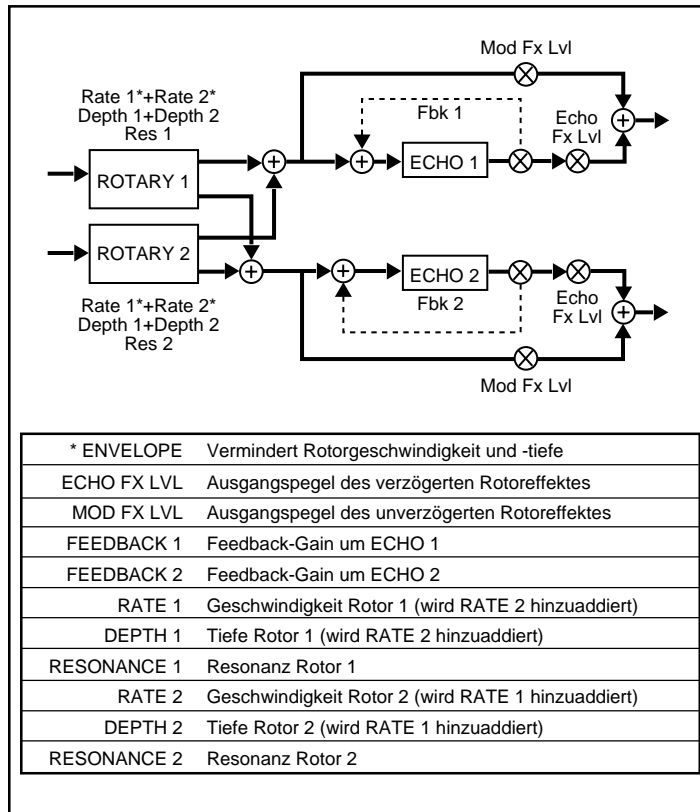 Mod Fx Lvl
Rate 1*+Rate 2*
Depth 1+Depth 2
Res 1
Fbk 1
Echo
Fx Lvl
ROTARY 1
ECHO 1
ROTARY 2
ECHO 2
Rate 1*+Rate 2*
Depth 1+Depth 2
Res 2
Fbk 2
Echo
Fx Lvl
Mod Fx Lvl
* ENVELOPE Vermindert Rotorgeschwindigkeit und -tiefe
ECHO FX LVL Ausgangspegel des verzögerten Rotoreffektes
MOD FX LVL Ausgangspegel des unverzögerten Rotoreffektes
FEEDBACK 1 Feedback-Gain um ECHO 1
FEEDBACK 2 Feedback-Gain um ECHO 2
RATE 1 Geschwindigkeit Rotor 1 (wird RATE 2 hinzuaddiert)
DEPTH 1 Tiefe Rotor 1 (wird RATE 2 hinzuaddiert)
RESONANCE 1 Resonanz Rotor 1
RATE 2 Geschwindigkeit Rotor 2 (wird RATE 1 hinzuaddiert)
DEPTH 2 Tiefe Rotor 2 (wird RATE 1 hinzuaddiert)
RESONANCE 2 Resonanz Rotor 2